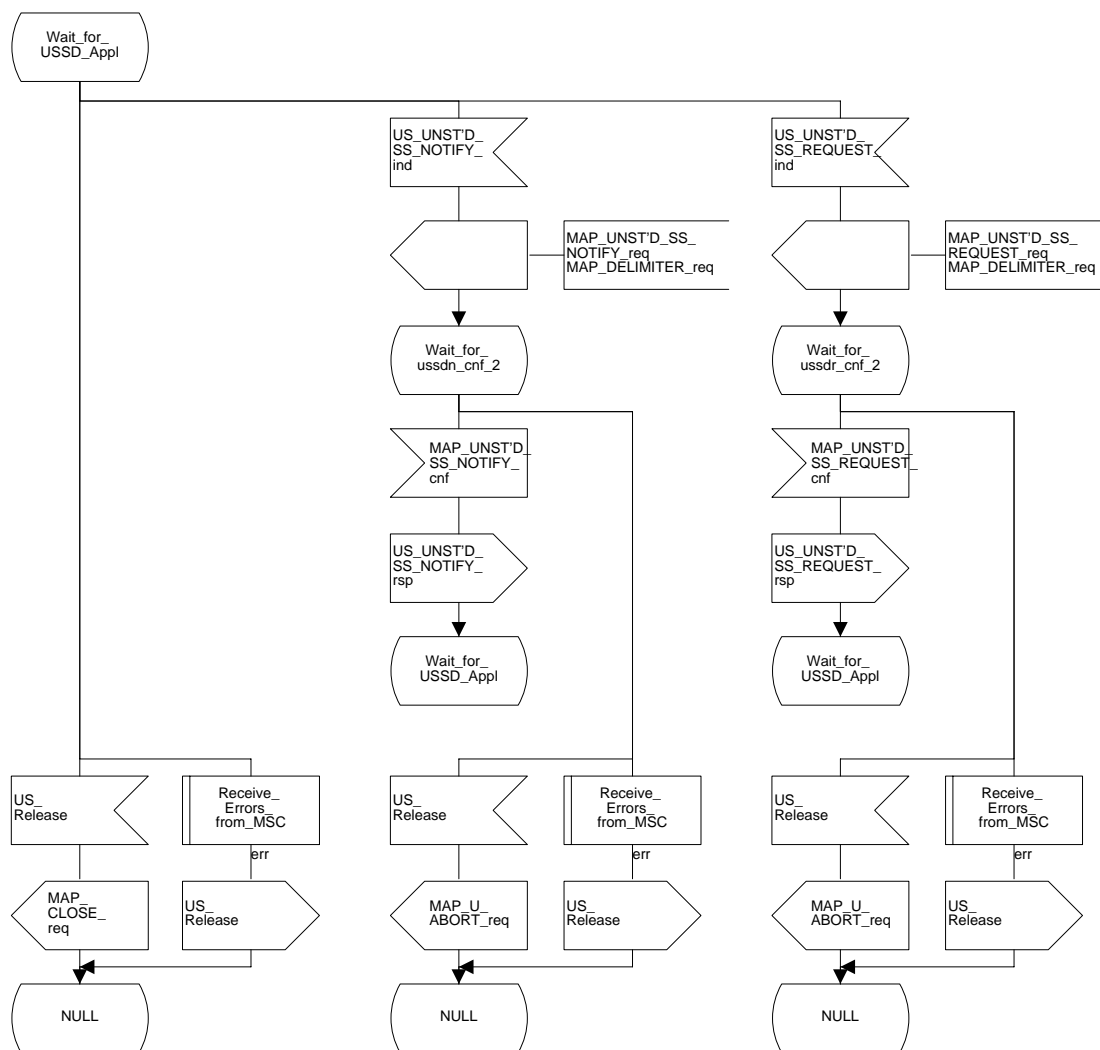 Wait_for_
USSD_Appl
US_UNST'D_
SS_NOTIFY_
ind
US_UNST'D_
SS_REQUEST_
ind
MAP_UNST'D_SS_
NOTIFY_req
MAP_DELIMITER_req
MAP_UNST'D_SS_
REQUEST_req
MAP_DELIMITER_req
Wait_for_
ussdn_cnf_2
Wait_for_
ussdr_cnf_2
MAP_UNST'D_
SS_NOTIFY_
cnf
MAP_UNST'D_
SS_REQUEST_
cnf
US_UNST'D_
SS_NOTIFY_
rsp
US_UNST'D_
SS_REQUEST_
rsp
Wait_for_
USSD_Appl
Wait_for_
USSD_Appl
US_
Release
Receive_
Errors_
from_MSC
err
US_
Release
Receive_
Errors_
from_MSC
err
US_
Release
Receive_
Errors_
from_MSC
err
MAP_
CLOSE_
req
US_
Release
MAP_U_
ABORT_req
US_
Release
MAP_U_
ABORT_req
US_
Release
NULL
NULL
NULL